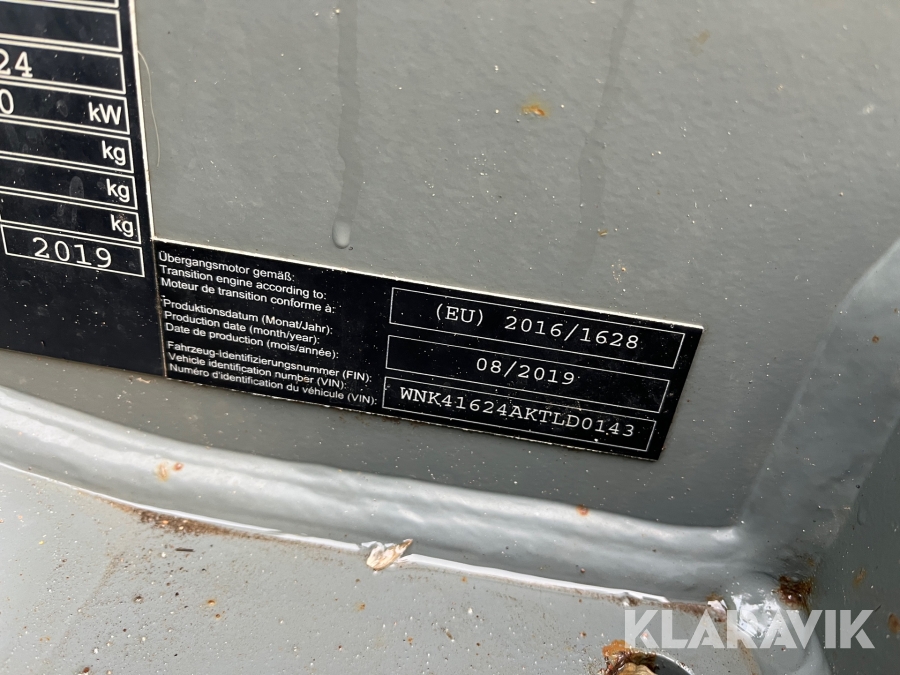 24
0 kW
kg
kg
kg
2019
Übergangsmotor gemäß:
Transition engine according to:
Moteur de transition conforme à:
(EU) 2016/1628
Produktionsdatum (Monat/Jahr):
Production date (month/year):
Date de production (mois/année):
08/2019
Fahrzeug-Identifizierungsnummer (FIN):
Vehicle identification number (VIN):
Numéro d'identification du véhicule (VIN):
WNK41624AKTLD0143
KLARAVIK